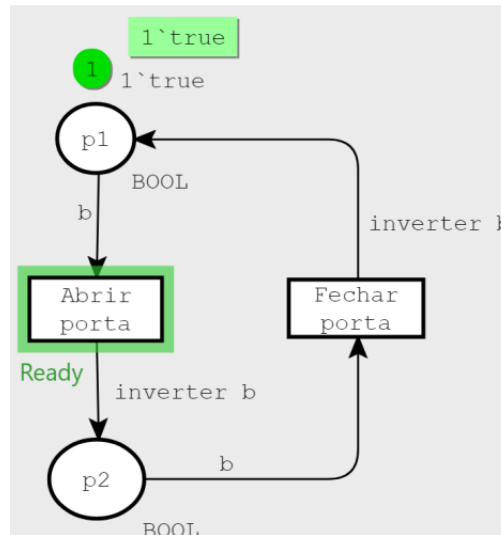 1`true
1
1`true
p1
BOOL
b
inverter b
Abrir
porta
Fechar
porta
Ready
inverter b
b
p2
BOOL